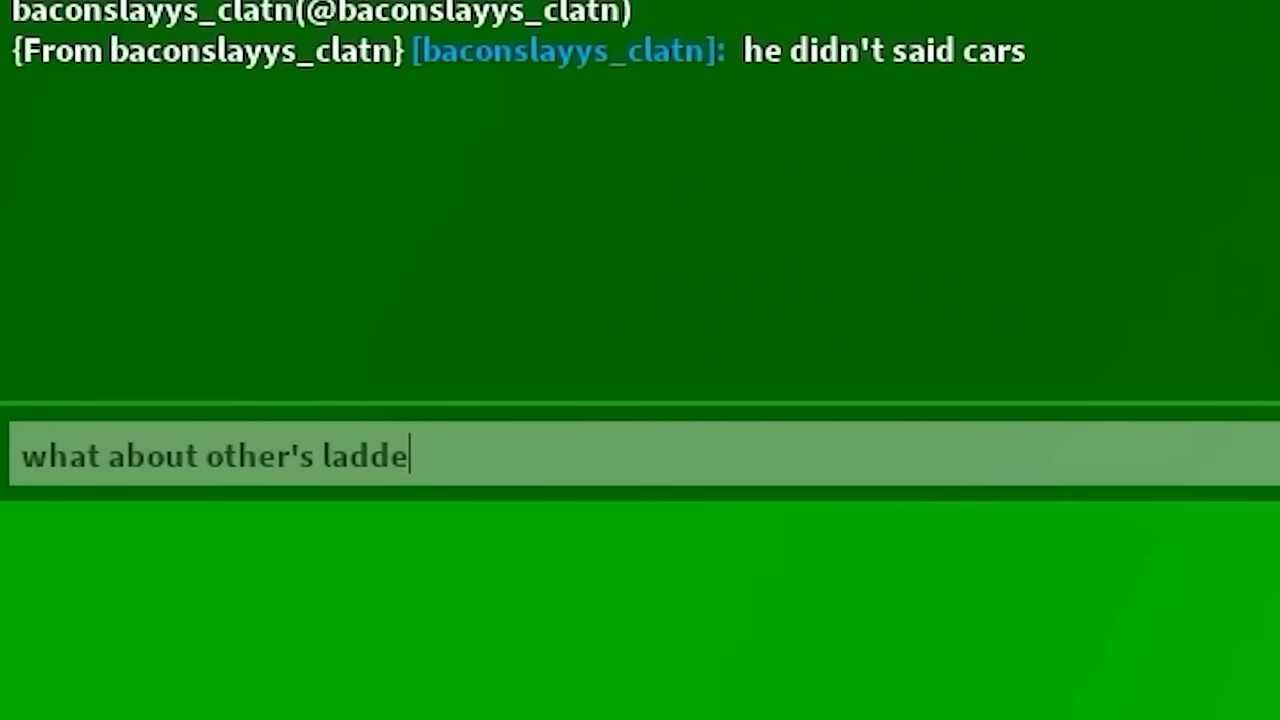 baconslayys_clatn(@baconslayys_clatn)
{From baconslayys_clatn} [baconslayys_clatn]: he didn't said cars
what about other's ladde